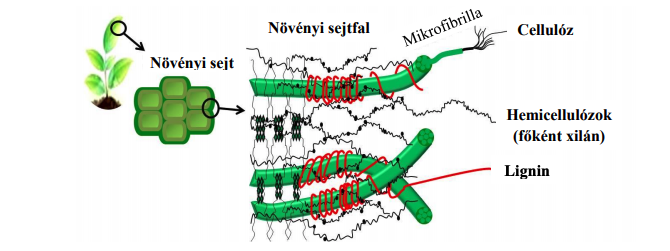 Növényi sejtfal
Mikrofibrilla
Cellulóz
Növényi sejt
Hemicellulózok
(főként xilán)
Lignin